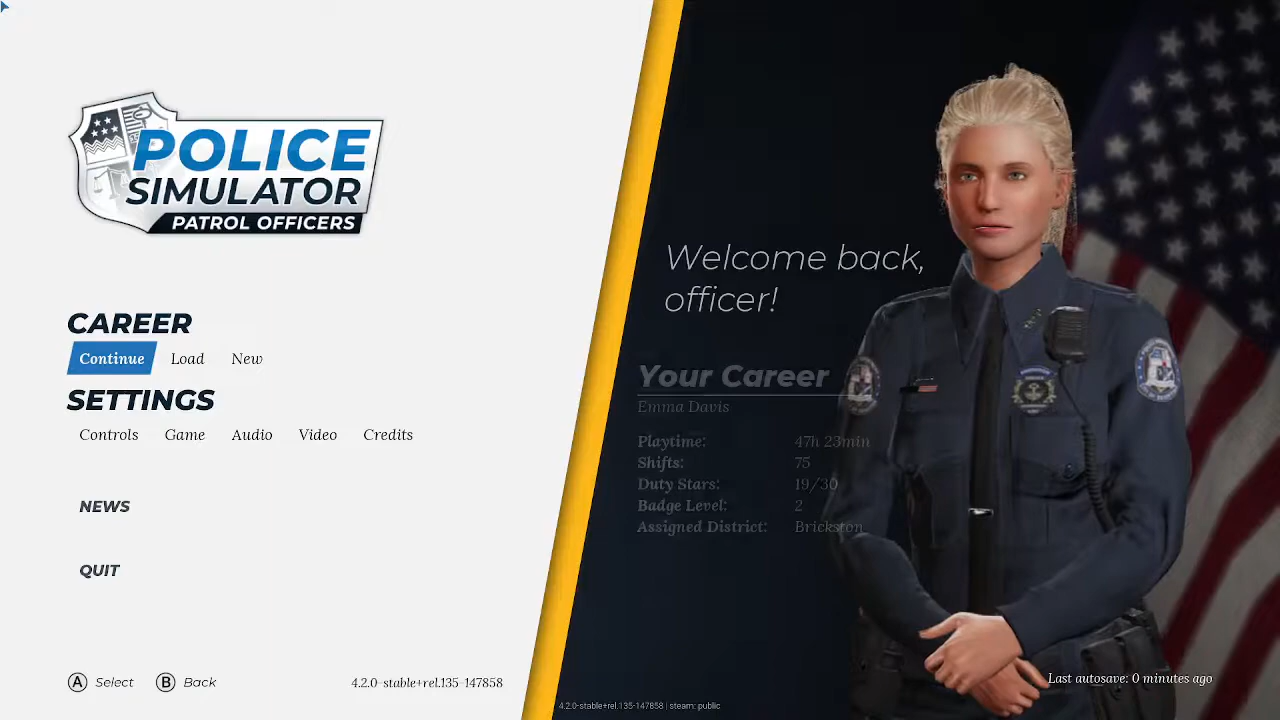 POLICE
SIMULATOR
PATROL OFFICERS
CAREER
Continue Load New
SETTINGS
Controls Game Audio Video Credits
NEWS
QUIT
A Select B Back
4.2.0-stable+rel.135-147858
Welcome back,
officer!
Your Career
Emma Davis
Playtime: 47h 23min
Shifts: 75
Duty Stars: 19/30
Badge Level: 2
Assigned District: Brickston
Last autosave: 0 minutes ago
4.2.0-stable+rel.135-147858 | steam: public